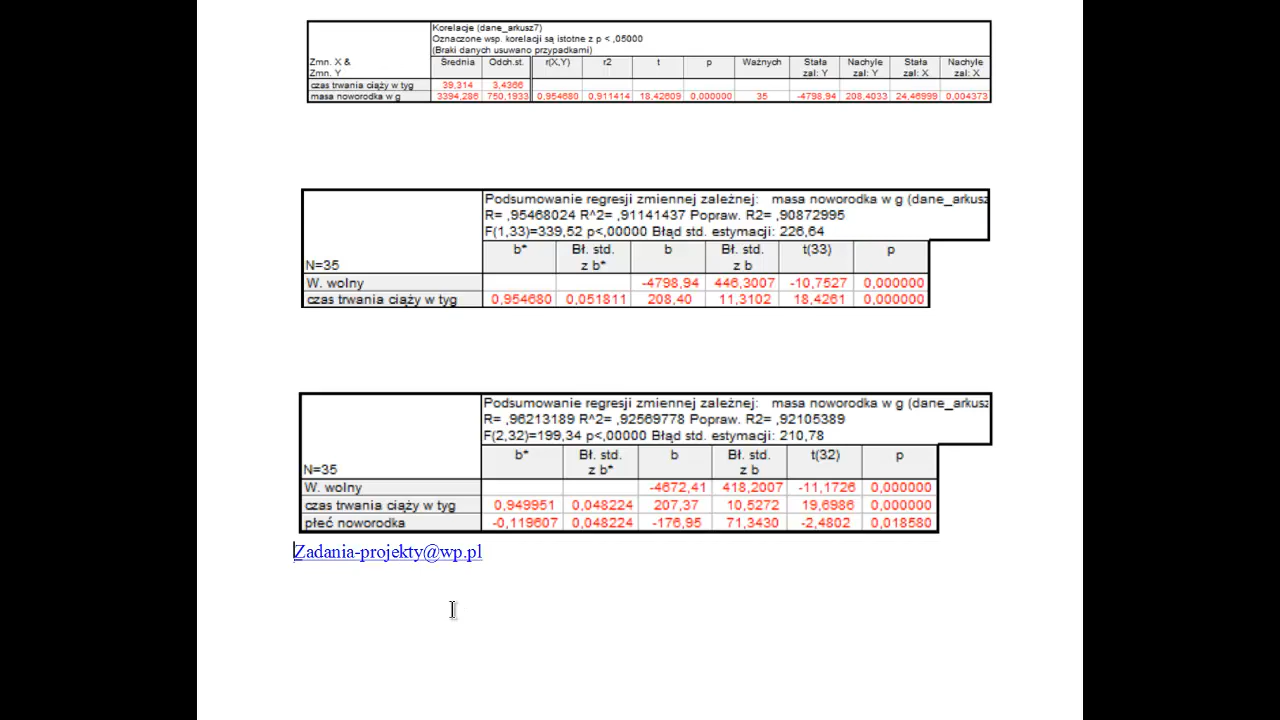 Korelacje (dane_arkusz7)
Oznaczone wsp. korelacji są istotne z p < ,05000
(Braki danych usuwano przypadkami)
Zmn. X & Średnia Odch.st. r(X,Y) r2 t p Ważnych Stała Nachyle Stała Nachyle
Zmn. Y zal: Y zal: Y zal: X zal: X
czas trwania ciąży w tyg 39,314 3,4366
masa noworodka w g 3394,286 750,1933 0,954680 0,911414 18,42609 0,000000 35 -4798,94 208,4033 24,46999 0,004373
Podsumowanie regresji zmiennej zależnej: masa noworodka w g (dane_arkusz
R= ,95468024 R^2= ,91141437 Popraw. R2= ,90872995
F(1,33)=339,52 p<,00000 Błąd std. estymacji: 226,64
b* Bł. std. b Bł. std. t(33) p
N=35 z b* z b
W. wolny -4798,94 446,3007 -10,7527 0,000000
czas trwania ciąży w tyg 0,954680 0,051811 208,40 11,3102 18,4261 0,000000
Podsumowanie regresji zmiennej zależnej: masa noworodka w g (dane_arkusz
R= ,96213189 R^2= ,92569778 Popraw. R2= ,92105389
F(2,32)=199,34 p<,00000 Błąd std. estymacji: 210,78
b* Bł. std. b Bł. std. t(32) p
N=35 z b* z b
W. wolny -4672,41 418,2007 -11,1726 0,000000
czas trwania ciąży w tyg 0,949951 0,048224 207,37 10,5272 19,6986 0,000000
płeć noworodka -0,119607 0,048224 -176,95 71,3430 -2,4802 0,018580
Zadania-projekty@wp.pl